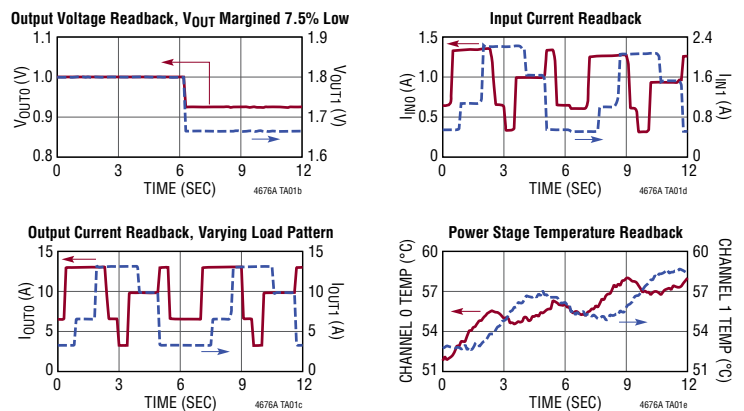 Output Voltage Readback, VOUT Margined 7.5% Low
1.1
1.0
0.9
0.8
VOUT0 (V)
1.9
1.8
1.7
1.6
VOUT1 (V)
0
3
6
9
12
TIME (SEC)
4676A TA01b
Input Current Readback
1.5
1.0
0.5
0
IIN0 (A)
2.4
1.6
0.8
0
IIN1 (A)
0
3
6
9
12
TIME (SEC)
4676A TA01d
Output Current Readback, Varying Load Pattern
15
10
5
0
IOUT0 (A)
15
10
5
0
IOUT1 (A)
0
3
6
9
12
TIME (SEC)
4676A TA01c
Power Stage Temperature Readback
60
57
54
51
CHANNEL 0 TEMP (°C)
60
57
54
51
CHANNEL 1 TEMP (°C)
0
3
6
9
12
TIME (SEC)
4676A TA01e